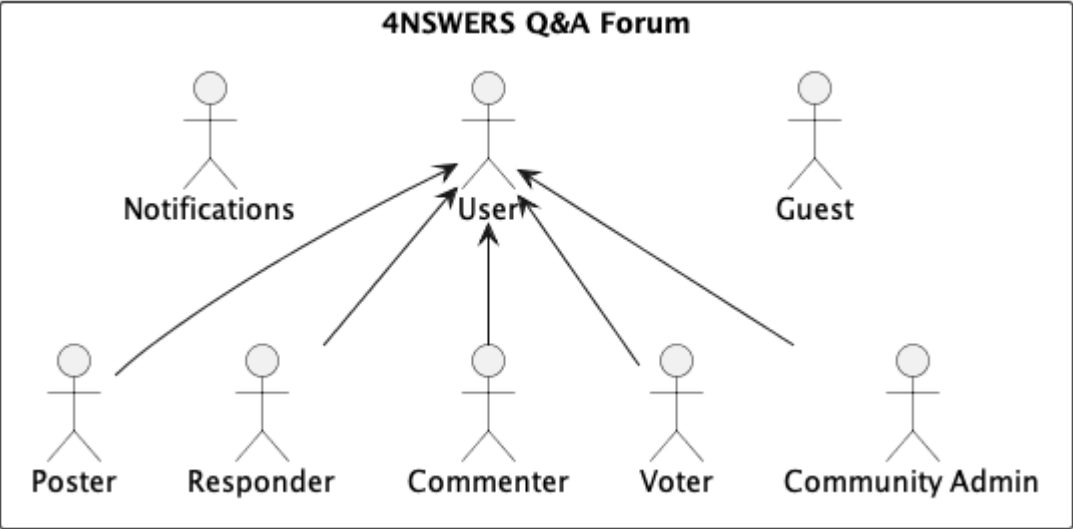 4NSWERS Q&A Forum
Notifications
User
Guest
Poster
Responder
Commenter
Voter
Community Admin